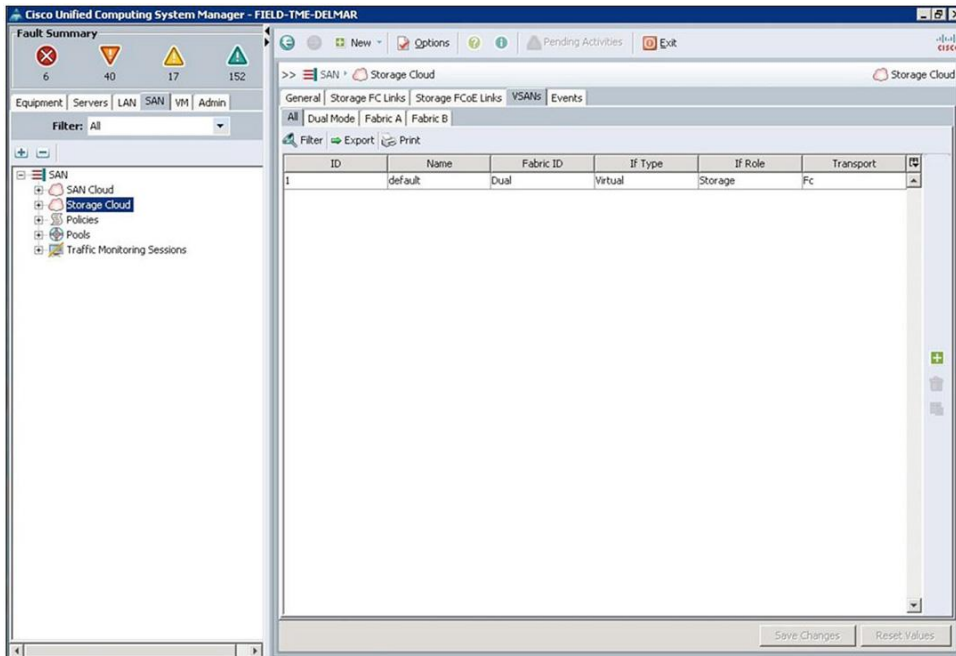 Cisco Unified Computing System Manager - FIELD-TME-DELMAR
Fault Summary
6 40 17 152
Equipment Servers LAN SAN VM Admin
Filter: All
SAN
SAN Cloud
Storage Cloud
Policies
Pools
Traffic Monitoring Sessions
New Options Pending Activities Exit
cisco
>> SAN Storage Cloud Storage Cloud
General Storage FC Links Storage FCoE Links VSANs Events
All Dual Mode Fabric A Fabric B
Filter Export Print
ID Name Fabric ID If Type If Role Transport
1 default Dual Virtual Storage Fc
Save Changes Reset Values